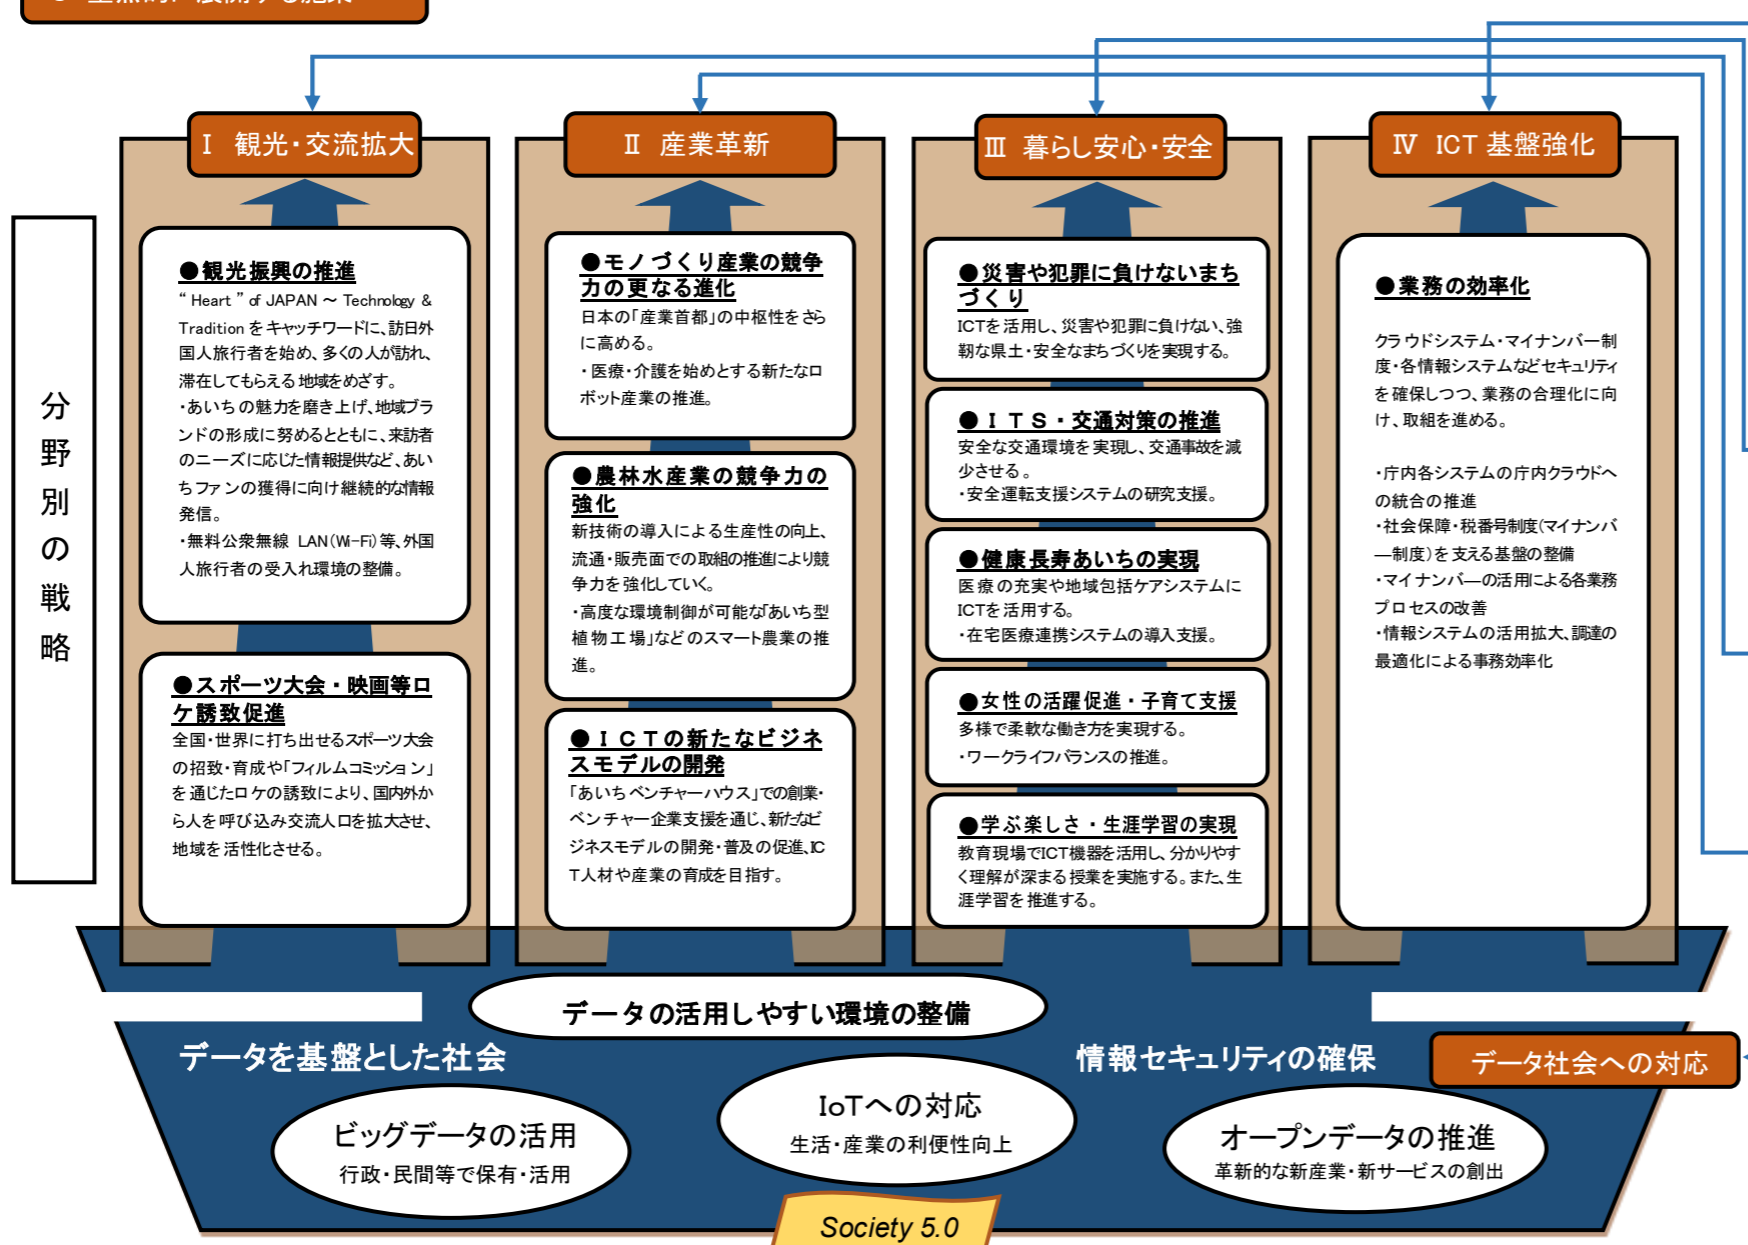 重点的に展開する施策
Ⅰ 観光・交流拡大
Ⅱ 産業革新
Ⅲ 暮らし安心・安全
Ⅳ ICT 基盤強化
分野別の戦略
●観光振興の推進
“ Heart ” of JAPAN ～ Technology &
Tradition をキャッチワードに、訪日外
国人旅行者を始め、多くの人が訪れ、
滞在してもらえる地域をめざす。
・あいちの魅力を磨き上げ、地域ブラ
ンドの形成に努めるとともに、来訪者
のニーズに応じた情報提供など、あい
ちファンの獲得に向け継続的な情報
発信。
・無料公衆無線 LAN(Wi-Fi)等、外国
人旅行者の受入れ環境の整備。
●スポーツ大会・映画等ロ
ケ誘致促進
全国・世界に打ち出せるスポーツ大会
の招致・育成や「フィルムコミッション」
を通じたロケの誘致により、国内外か
ら人を呼び込み交流人口を拡大させ、
地域を活性化させる。
●モノづくり産業の競争
力の更なる進化
日本の「産業首都」の中枢性をさら
に高める。
・医療・介護を始めとする新たなロ
ボット産業の推進。
●農林水産業の競争力の
強化
新技術の導入による生産性の向上、
流通・販売面での取組の推進により競
争力を強化していく。
・高度な環境制御が可能な「あいち型
植物工場」などのスマート農業の推
進。
●ＩＣＴの新たなビジネ
スモデルの開発
「あいちベンチャーハウス」での創業・
ベンチャー企業支援を通じ、新たなビ
ジネスモデルの開発・普及の促進、IC
T人材や産業の育成を目指す。
●災害や犯罪に負けないまち
づくり
ICTを活用し、災害や犯罪に負けない、強
靭な県土・安全なまちづくりを実現する。
●ＩＴＳ・交通対策の推進
安全な交通環境を実現し、交通事故を減
少させる。
・安全運転支援システムの研究支援。
●健康長寿あいちの実現
医療の充実や地域包括ケアシステムに
ICTを活用する。
・在宅医療連携システムの導入支援。
●女性の活躍促進・子育て支援
多様で柔軟な働き方を実現する。
・ワークライフバランスの推進。
●学ぶ楽しさ・生涯学習の実現
教育現場でICT機器を活用し、分かりやす
く理解が深まる授業を実施する。また、生
涯学習を推進する。
●業務の効率化
クラウドシステム・マイナンバー制
度・各情報システムなどセキュリティ
を確保しつつ、業務の合理化に向
け、取組を進める。
・庁内各システムの庁内クラウドへ
の統合の推進
・社会保障・税番号制度(マイナンバ
―制度)を支える基盤の整備
・マイナンバ―の活用による各業務
プロセスの改善
・情報システムの活用拡大、調達の
最適化による事務効率化
データの活用しやすい環境の整備
データを基盤とした社会
情報セキュリティの確保
データ社会への対応
ビッグデータの活用
行政・民間等で保有・活用
IoTへの対応
生活・産業の利便性向上
オープンデータの推進
革新的な新産業・新サービスの創出
Society 5.0